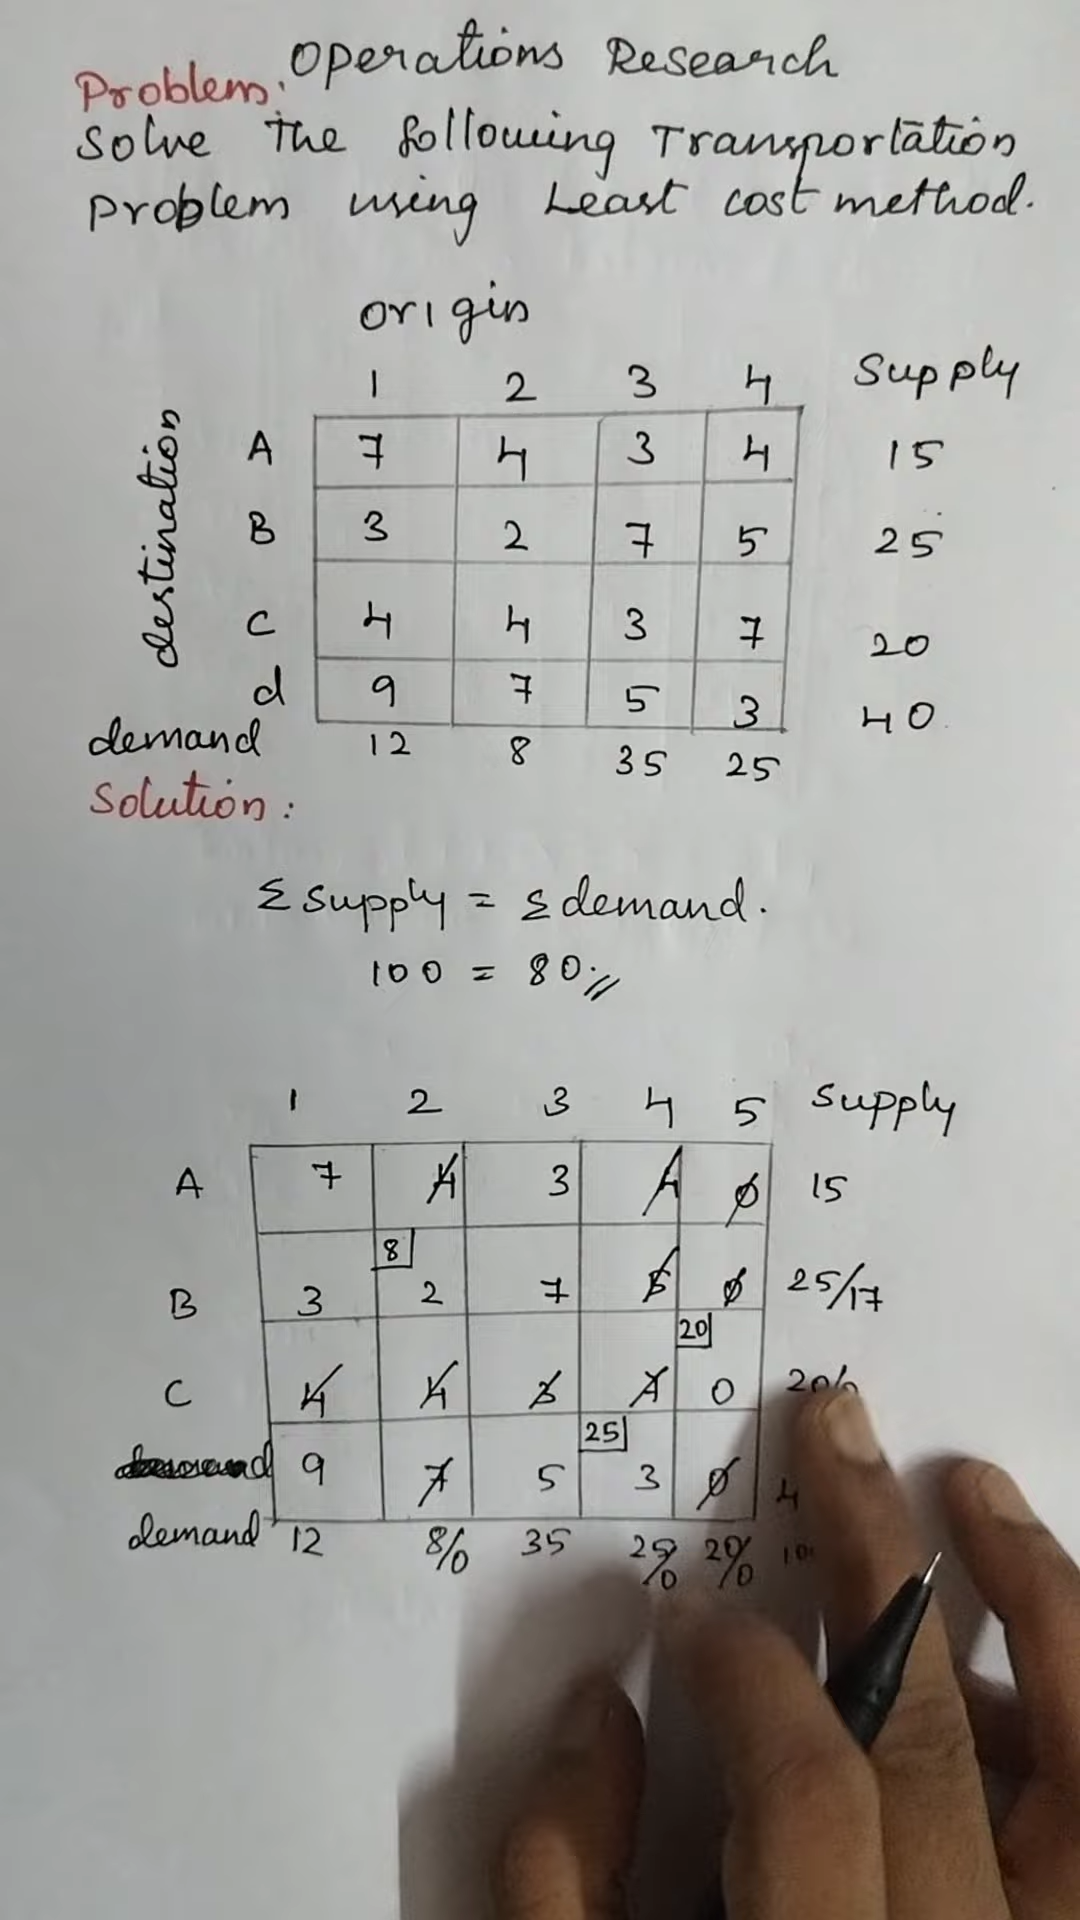 Operations Research
Problem:
Solve The following Transportation
Problem using Least cost method.
Origin
1 2 3 4 Supply
destination
A 7 4 3 4 15
B 3 2 7 5 25
C 4 4 3 7 20
d 9 7 5 3 40
demand 12 8 35 25
Solution:
Σ Supply = Σ demand.
100 = 80.//
1 2 3 4 5 Supply
A 7 4 3 4 0 15
8
B 3 2 7 5 0 25/17
20
C 4 4 3 7 0
25
d 9 7 5 3 0 4
demand 12 8/0 35 25/0 20/0 10